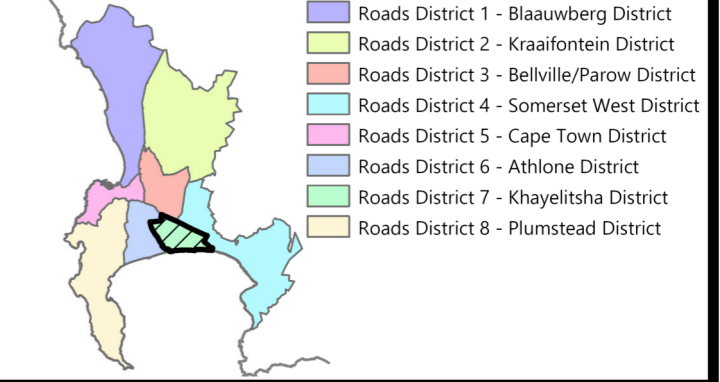 Roads District 1 - Blaauwberg District
Roads District 2 - Kraaifontein District
Roads District 3 - Bellville/Parow District
Roads District 4 - Somerset West District
Roads District 5 - Cape Town District
Roads District 6 - Athlone District
Roads District 7 - Khayelitsha District
Roads District 8 - Plumstead District